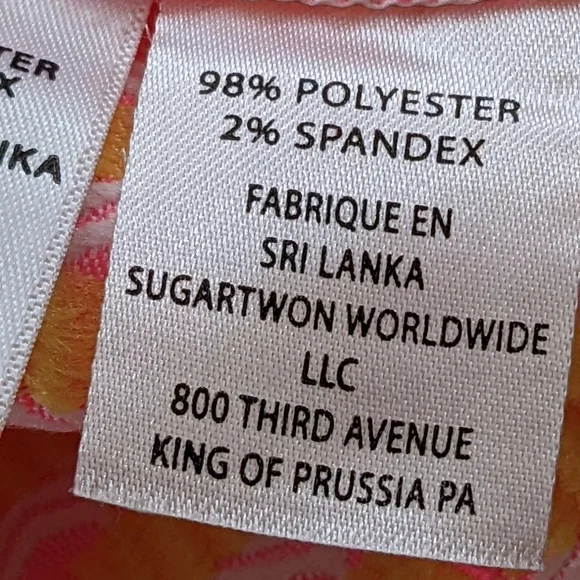 98% POLYESTER
2% SPANDEX
FABRIQUE EN
SRI LANKA
SUGARTWON WORLDWIDE
LLC
800 THIRD AVENUE
KING OF PRUSSIA PA